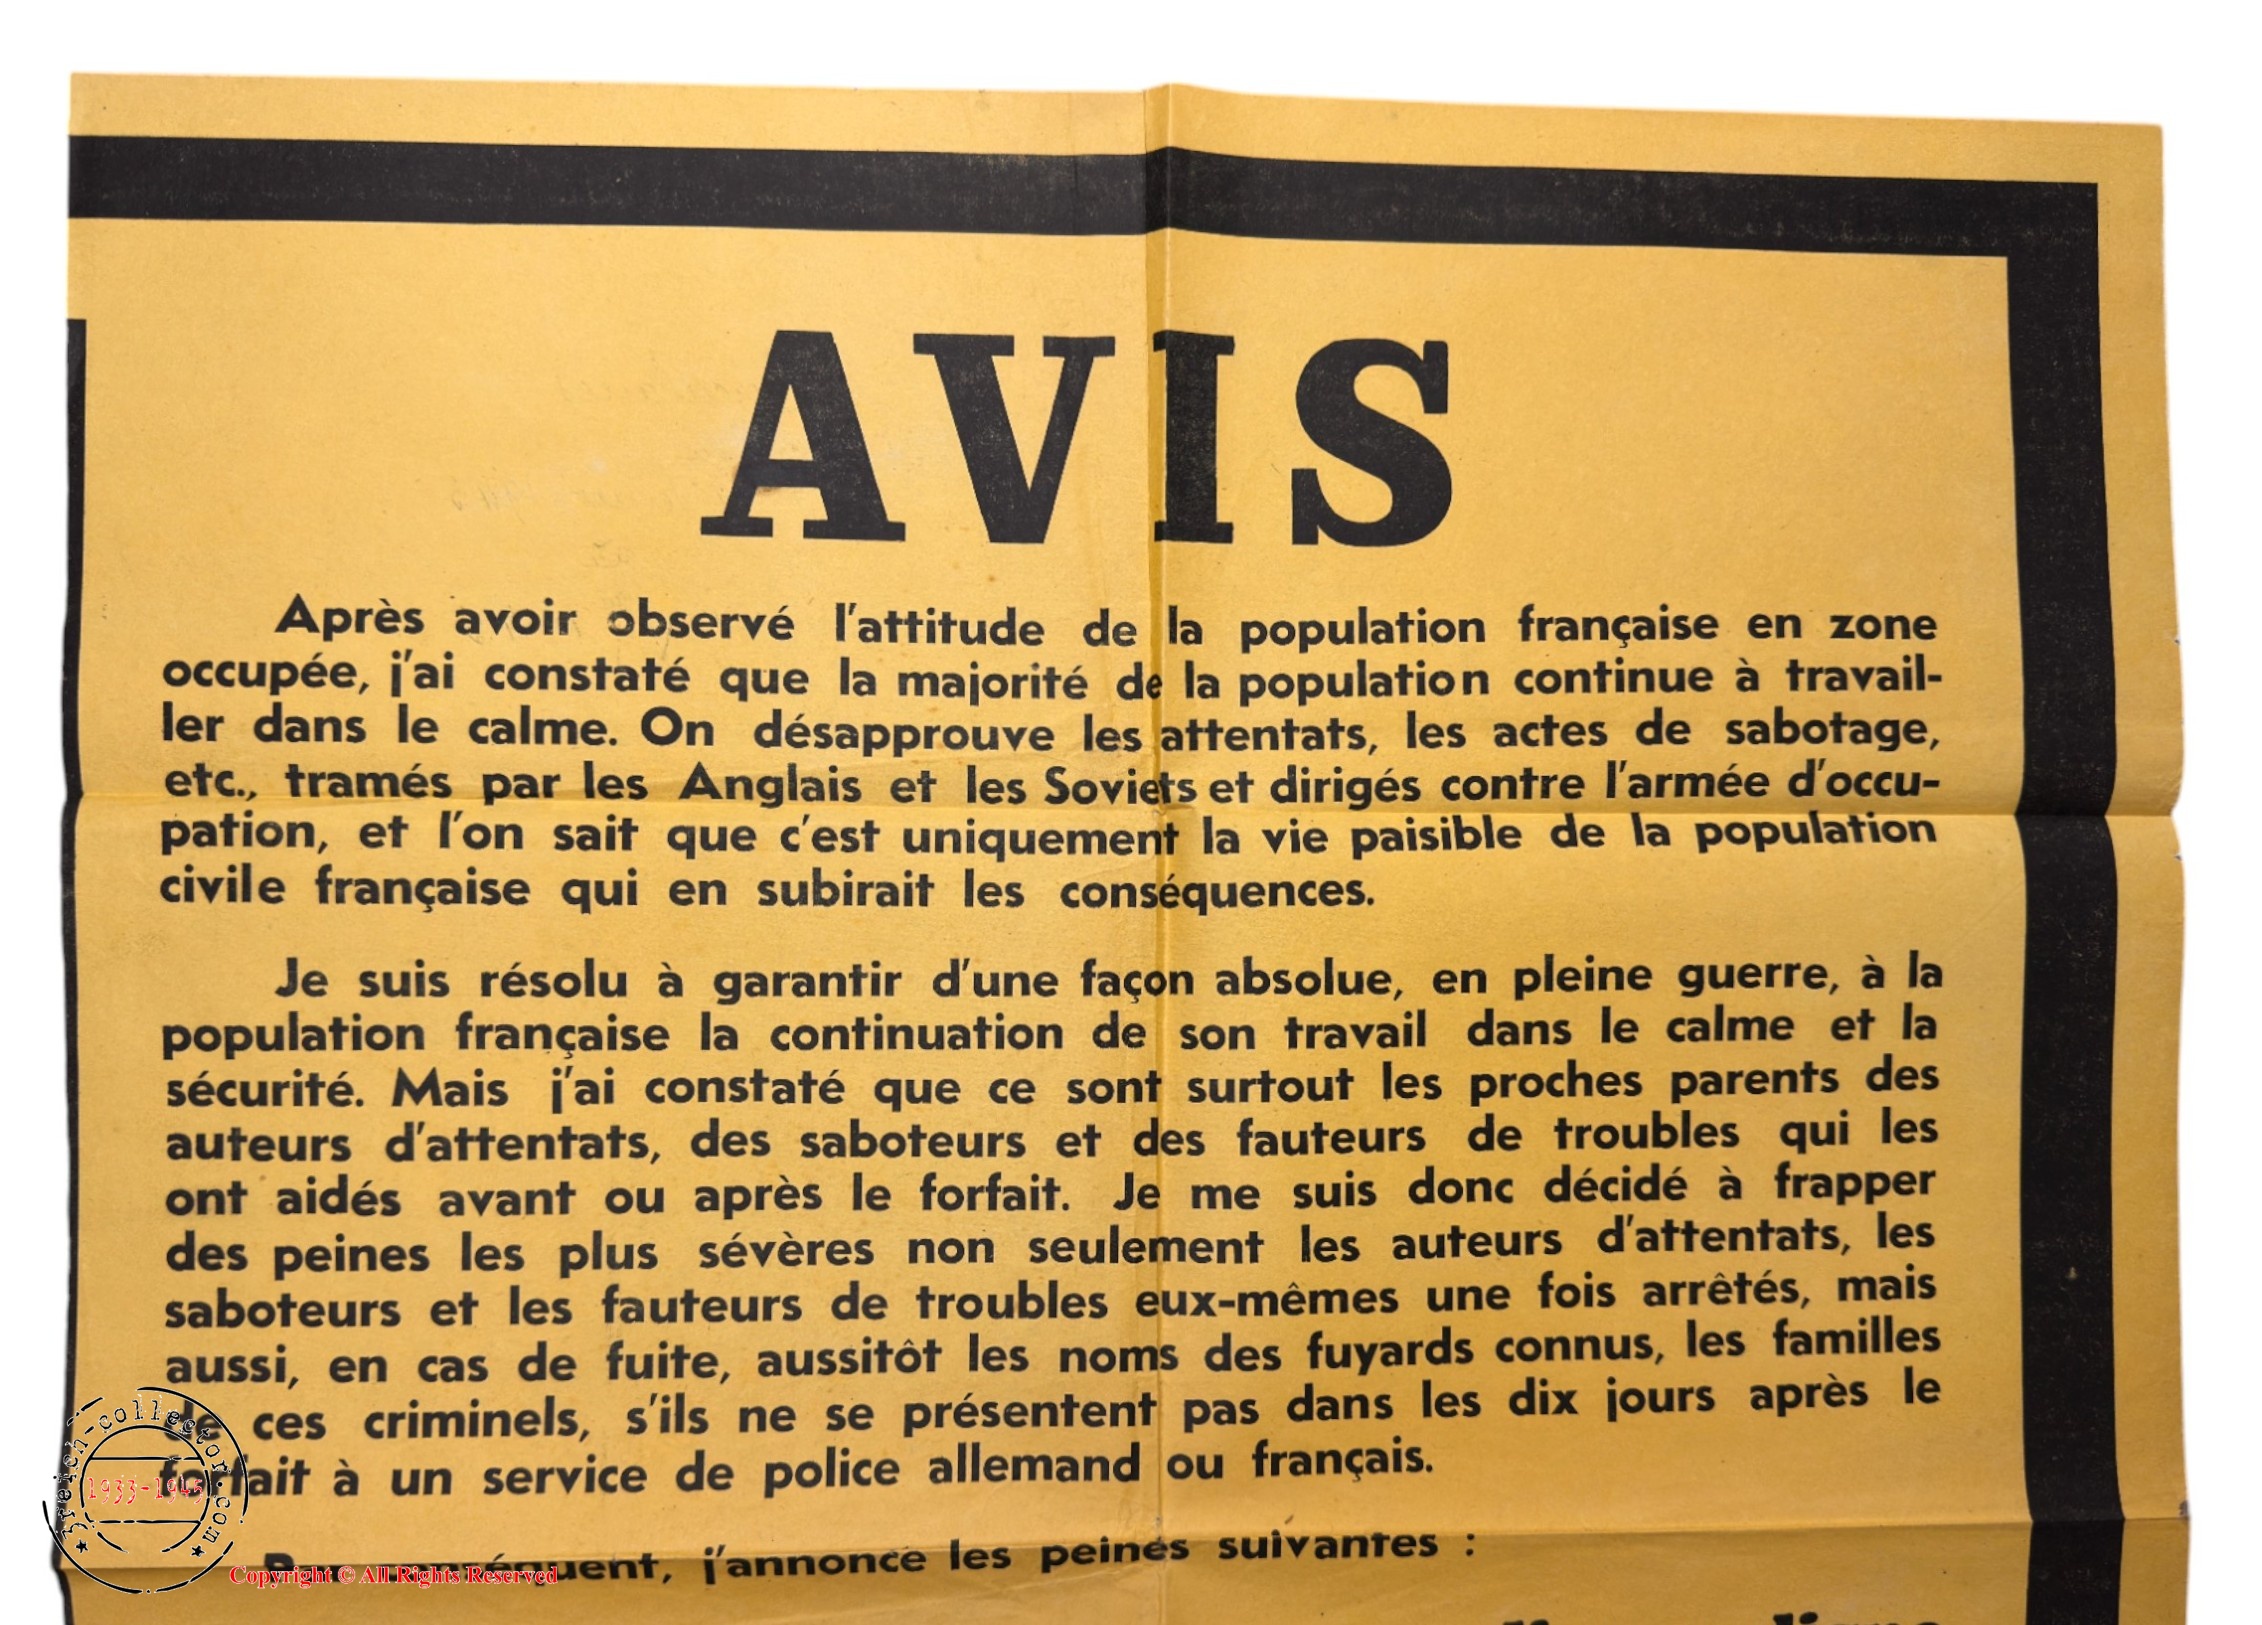 AVIS
Après avoir observé l'attitude de la population française en zone
occupée, j'ai constaté que la majorité de la population continue à travail-
ler dans le calme. On désapprouve les attentats, les actes de sabotage,
etc., tramés par les Anglais et les Soviets et dirigés contre l'armée d'occu-
pation, et l'on sait que c'est uniquement la vie paisible de la population
civile française qui en subirait les conséquences.
Je suis résolu à garantir d'une façon absolue, en pleine guerre, à la
population française la continuation de son travail dans le calme et la
sécurité. Mais j'ai constaté que ce sont surtout les proches parents des
auteurs d'attentats, des saboteurs et des fauteurs de troubles qui les
ont aidés avant ou après le forfait. Je me suis donc décidé à frapper
des peines les plus sévères non seulement les auteurs d'attentats, les
saboteurs et les fauteurs de troubles eux-mêmes une fois arrêtés, mais
aussi, en cas de fuite, aussitôt les noms des fuyards connus, les familles
de ces criminels, s'ils ne se présentent pas dans les dix jours après le
forfait à un service de police allemand ou français.
Par conséquent, j'annonce les peines suivantes :
3reich-collector.com
1933-1945
Copyright © All Rights Reserved